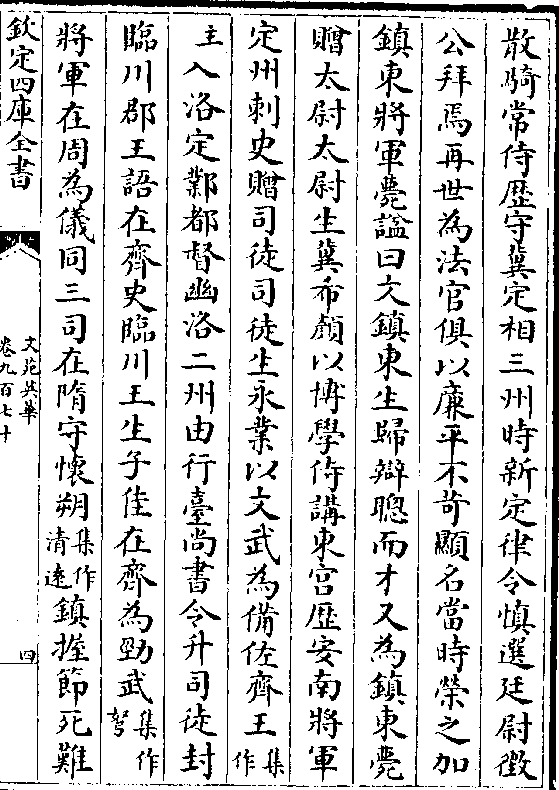 散騎常侍歴守冀定相三州時新定律令慎選廷尉徴
公拜焉再世為法官俱以廉平不苛顯名當時榮之加
鎮東將軍薨諡曰文鎮東生歸辯聰而才又為鎮東薨
贈太尉太尉生冀希顔以博學侍講東宫歴安南將軍
定州刺史贈司徒司徒生永業以文武為備佐齊王集作
主入洛定鄴都督幽洛二州由行臺尚書令升司徒封
臨川郡王語在齊史臨川王生子佳在齊為勁武集作弩
將軍在周為儀同三司在隋守懷朔集作清逺鎮握節死難
欽定四庫全書
文苑英華
卷九百七十
四